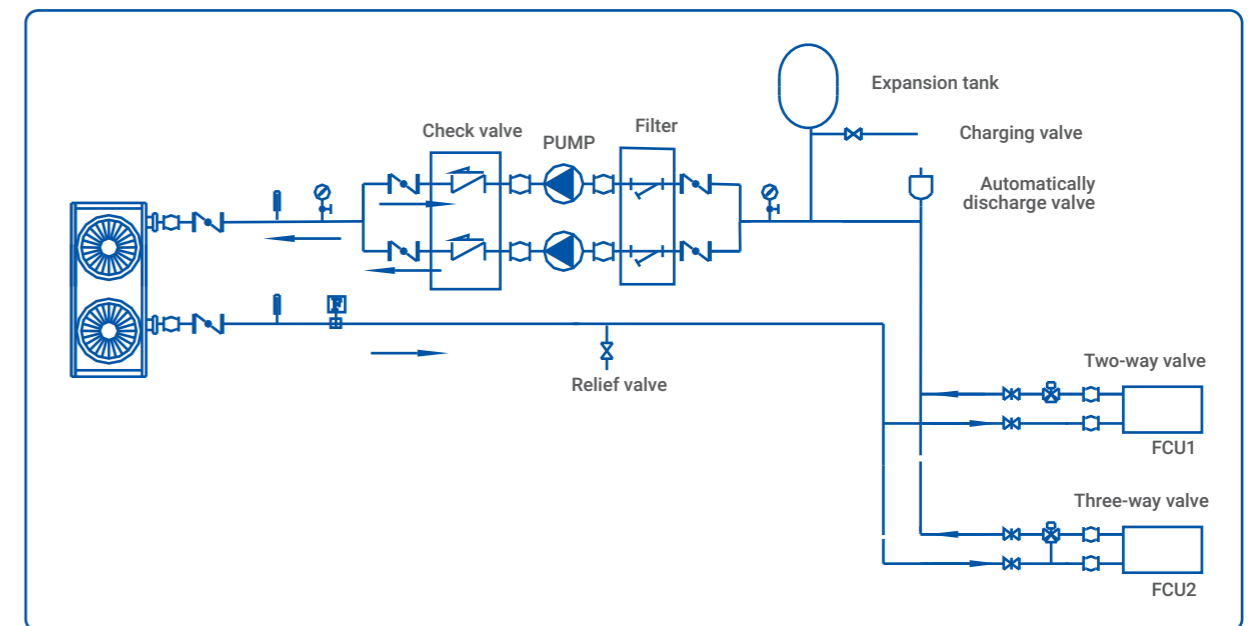 Expansion tank
Check valve
PUMP
Filter
Charging valve
Automatically
discharge valve
F
Relief valve
Two-way valve
FCU1
Three-way valve
FCU2